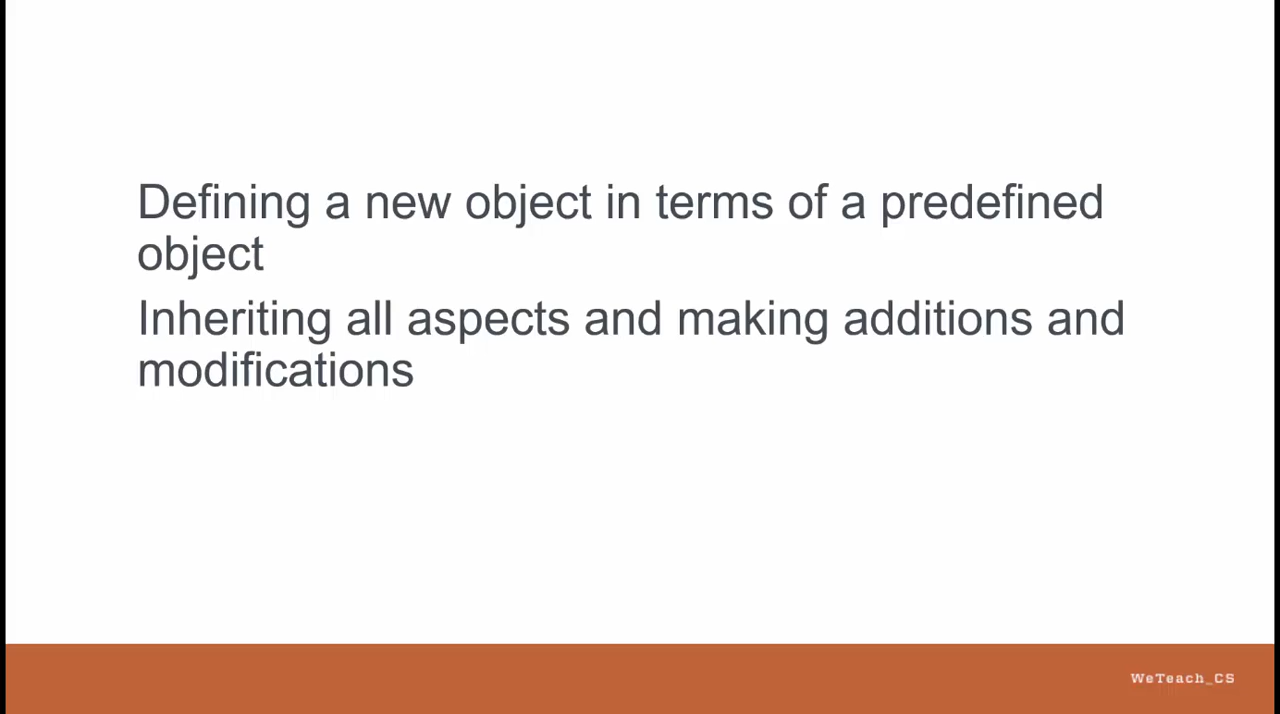 Defining a new object in terms of a predefined
object
Inheriting all aspects and making additions and
modifications
WeTeach_CS